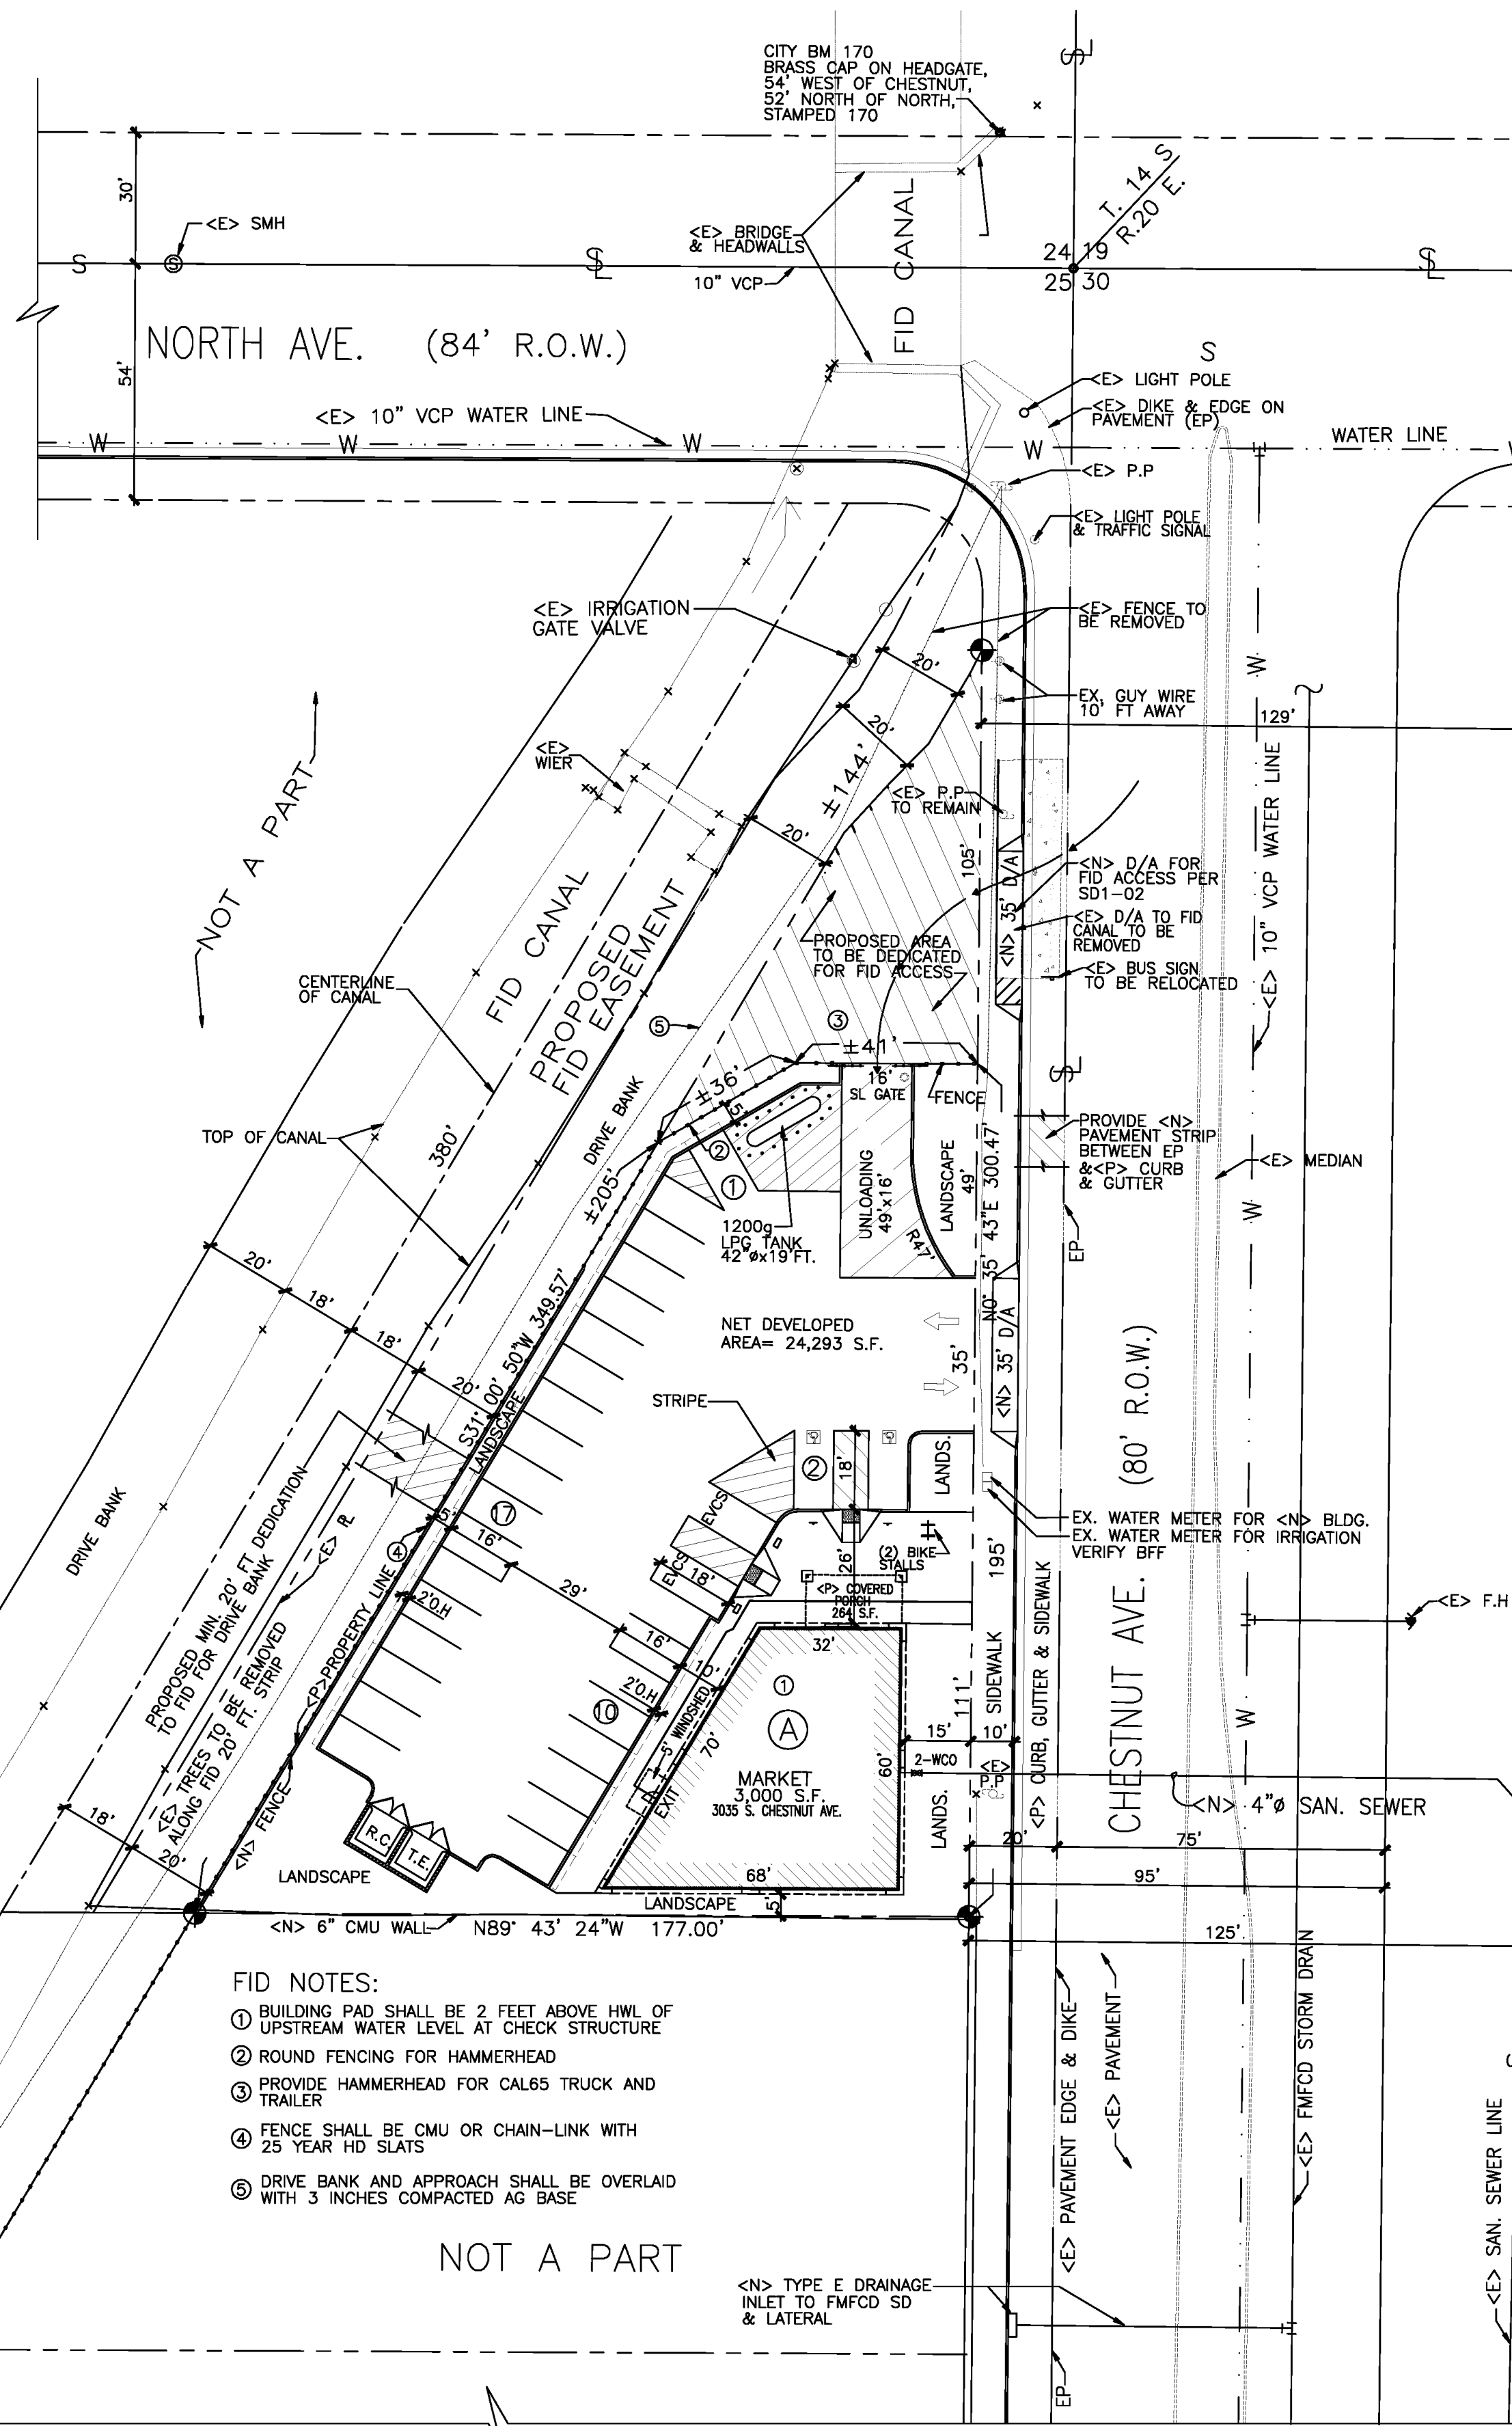 CITY BM 170
BRASS CAP ON HEADGATE,
54' WEST OF CHESTNUT,
52' NORTH OF NORTH,
STAMPED 170
T. 14 S
R.20 E.
30'
<E> SMH
<E> BRIDGE
& HEADWALLS
FID CANAL
24 19
25 30
S
S
10" VCP
NORTH AVE. (84' R.O.W.)
54'
S
<E> LIGHT POLE
<E> DIKE & EDGE ON
PAVEMENT (EP)
<E> 10" VCP WATER LINE
WATER LINE
W W W W
<E> P.P
<E> LIGHT POLE
& TRAFFIC SIGNAL
<E> IRRIGATION
GATE VALVE
<E> FENCE TO
BE REMOVED
20'
EX. GUY WIRE
10' FT AWAY
129'
20'
W
<E>
WIER
±144'
<E> P.P
TO REMAIN
20'
105'
NOT A PART
<N> 35' D/A
<N> D/A FOR
FID ACCESS PER
SD1-02
<E> D/A TO FID
CANAL TO BE
REMOVED
<E> BUS SIGN
TO BE RELOCATED
<E> 10" VCP WATER LINE
PROPOSED AREA
TO BE DEDICATED
FOR FID ACCESS
CENTERLINE
OF CANAL
FID CANAL
PROPOSED
FID EASEMENT
5
3
±41'
±36'
16'
SL GATE
FENCE
5'
DRIVE BANK
TOP OF CANAL
380'
±205'
2
1
1200g
LPG TANK
42"øx19'FT.
UNLOADING
49'x16'
LANDSCAPE
49'
R47'
N0° 35' 43"E 300.47'
PROVIDE <N>
PAVEMENT STRIP
BETWEEN EP
&<P> CURB
& GUTTER
<E> MEDIAN
W
EP
20'
18'
18'
20'
S31° 00' 50"W 349.57'
LANDSCAPE
NET DEVELOPED
AREA= 24,293 S.F.
35'
<N> 35' D/A
STRIPE
2
18'
LANDS.
CHESTNUT AVE. (80' R.O.W.)
DRIVE BANK
PROPOSED MIN. 20' FT DEDICATION
TO FID FOR DRIVE BANK
<E> PL
<E> TREES TO BE REMOVED
ALONG FID 20' FT. STRIP
<P>PROPERTY LINE
4
17
5'
16'
29'
2'O.H
EVCS
EVCS
18'
26'
(2) BIKE
STALLS
<P> COVERED
PORCH
264 S.F.
EX. WATER METER FOR <N> BLDG.
EX. WATER METER FOR IRRIGATION
VERIFY BFF
195'
<E> F.H
16'
10'
2'O.H
10
5' WINDSHED
EXIT
70'
32'
1
A
MARKET
3,000 S.F.
3035 S. CHESTNUT AVE.
60'
68'
15'
111'
10'
SIDEWALK
<P> CURB, GUTTER & SIDEWALK
2-WCO
<E>
P.P
LANDS.
<N> 4"ø SAN. SEWER
W
18'
20'
<N> FENCE
R.C.
T.E.
LANDSCAPE
LANDSCAPE
5'
20'
75'
95'
125'
<N> 6" CMU WALL
N89° 43' 24"W 177.00'
FID NOTES:
1 BUILDING PAD SHALL BE 2 FEET ABOVE HWL OF
UPSTREAM WATER LEVEL AT CHECK STRUCTURE
2 ROUND FENCING FOR HAMMERHEAD
3 PROVIDE HAMMERHEAD FOR CAL65 TRUCK AND
TRAILER
4 FENCE SHALL BE CMU OR CHAIN-LINK WITH
25 YEAR HD SLATS
5 DRIVE BANK AND APPROACH SHALL BE OVERLAID
WITH 3 INCHES COMPACTED AG BASE
NOT A PART
<E> PAVEMENT EDGE & DIKE
<E> PAVEMENT
<E> FMFCD STORM DRAIN
<E> SAN. SEWER LINE
<N> TYPE E DRAINAGE
INLET TO FMFCD SD
& LATERAL
EP